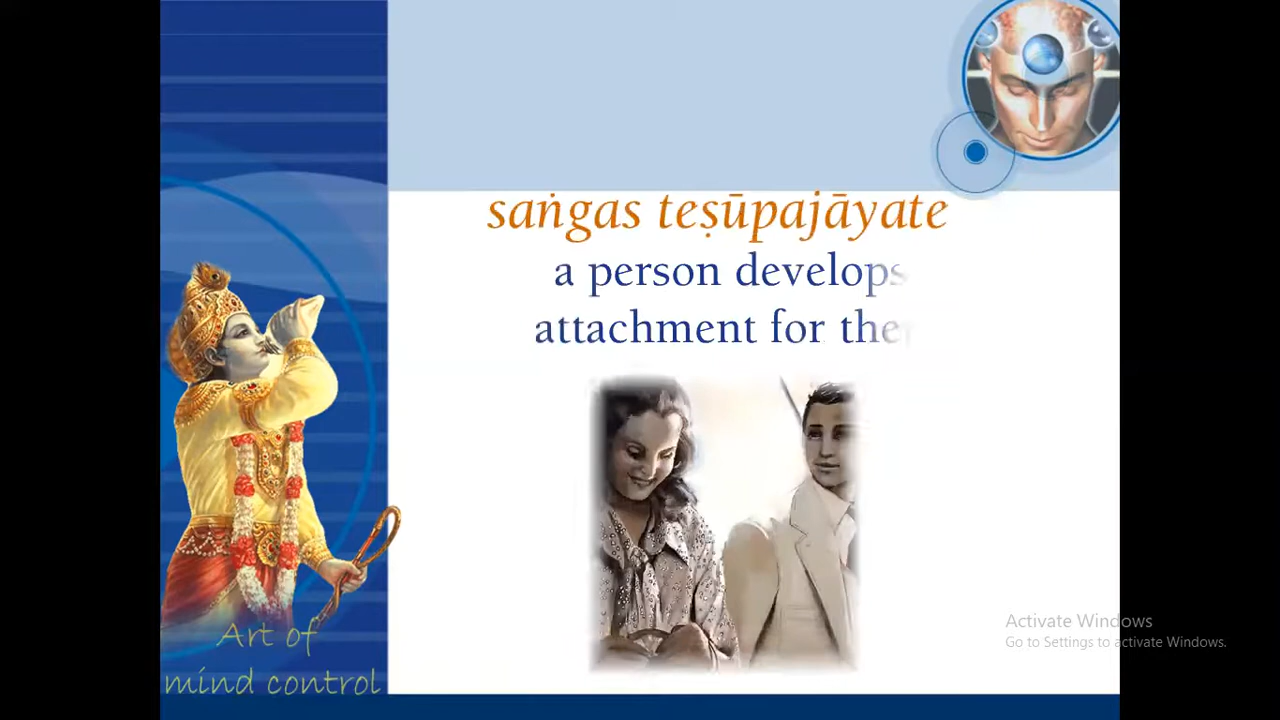 saṅgas teṣūpajāyate
a person develops
attachment for the
Art of
mind control
Activate Windows
Go to Settings to activate Windows.